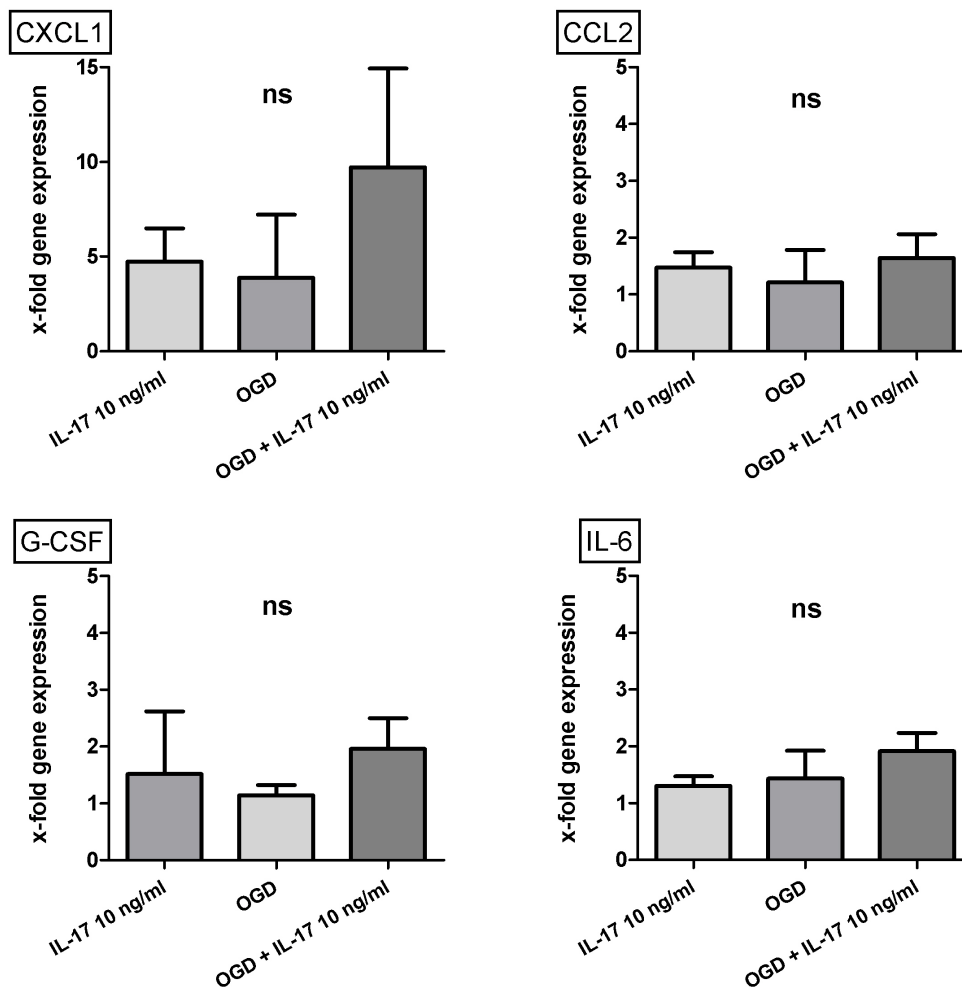 CXCL1
x-fold gene expression
15
10
5
0
ns
IL-17 10 ng/ml
OGD
OGD + IL-17 10 ng/ml
CCL2
x-fold gene expression
5
4
3
2
1
0
ns
IL-17 10 ng/ml
OGD
OGD + IL-17 10 ng/ml
G-CSF
x-fold gene expression
5
4
3
2
1
0
ns
IL-17 10 ng/ml
OGD
OGD + IL-17 10 ng/ml
IL-6
x-fold gene expression
5
4
3
2
1
0
ns
IL-17 10 ng/ml
OGD
OGD + IL-17 10 ng/ml